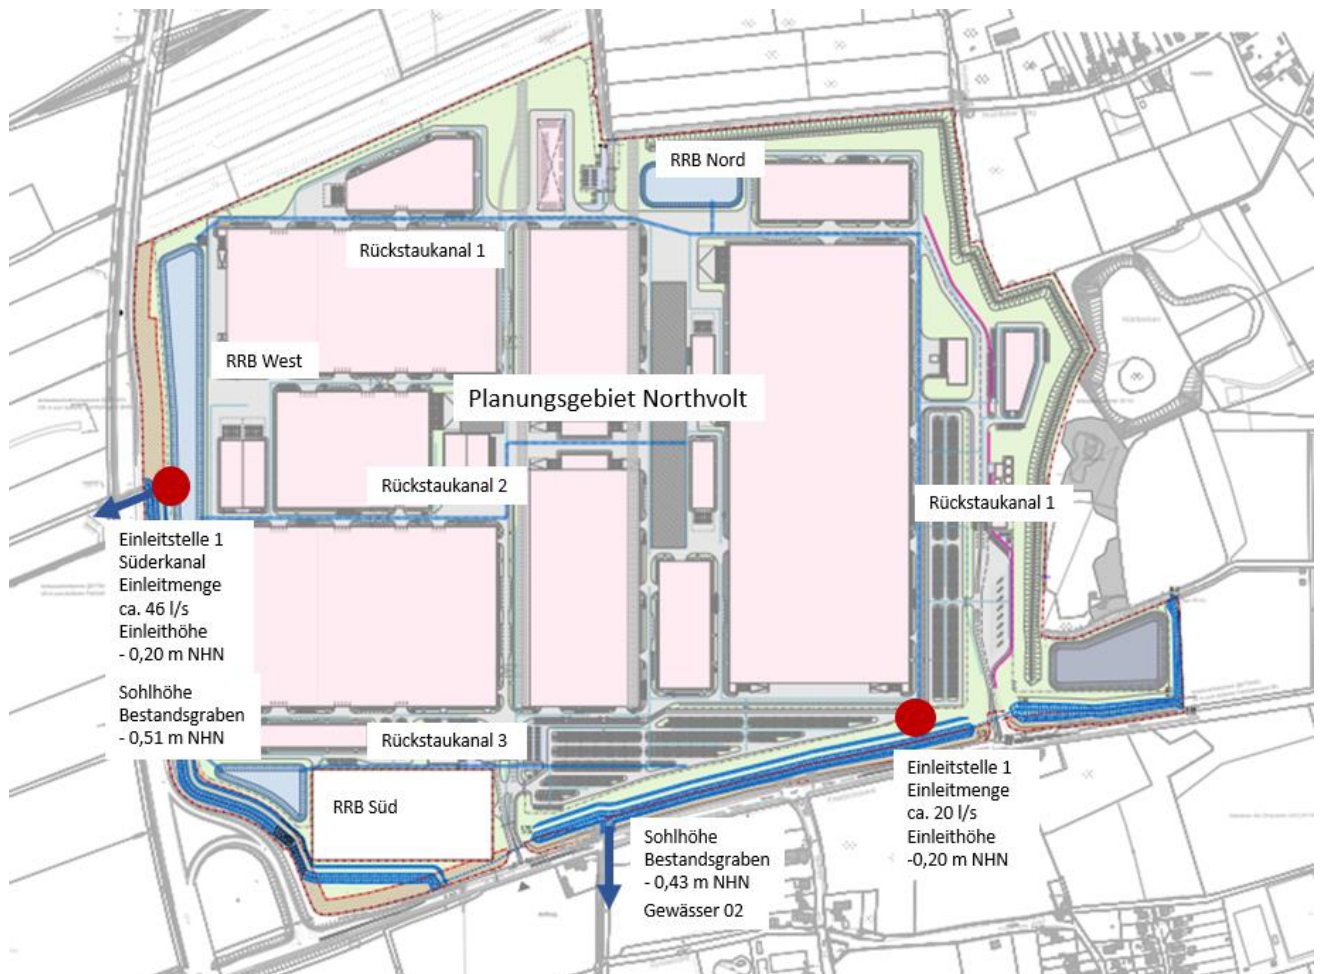 RRB Nord
Rückstaukanal 1
RRB West
Planungsgebiet Northvolt
Rückstaukanal 2
Rückstaukanal 1
Einleitstelle 1
Süderkanal
Einleitmenge
ca. 46 l/s
Einleithöhe
- 0,20 m NHN
Sohlhöhe
Bestandsgraben
- 0,51 m NHN
Rückstaukanal 3
RRB Süd
Einleitstelle 1
Einleitmenge
ca. 20 l/s
Einleithöhe
-0,20 m NHN
Sohlhöhe
Bestandsgraben
- 0,43 m NHN
Gewässer 02